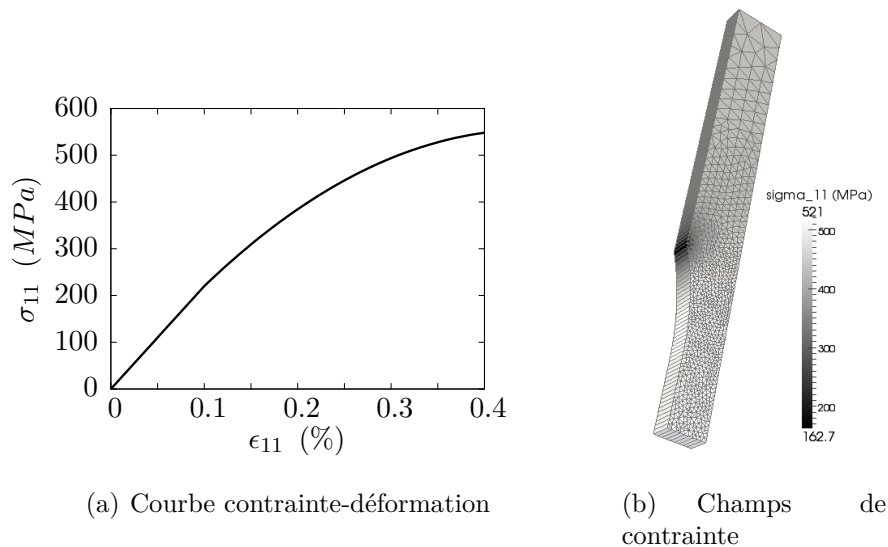 600
500
400
300
200
100
0
0 0.1 0.2 0.3 0.4
σ₁₁ (MPa)
ϵ₁₁ (%)
(a) Courbe contrainte-déformation
sigma_11 (MPa)
521
500
400
300
200
162.7
(b) Champs de
contrainte